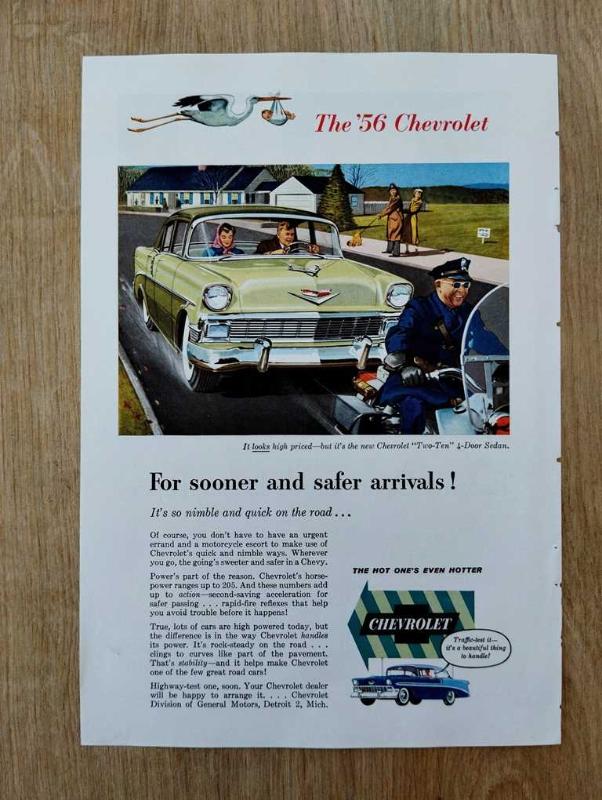 The '56 Chevrolet
It looks high priced—but it's the new Chevrolet "Two-Ten" 4-Door Sedan.
For sooner and safer arrivals!
It's so nimble and quick on the road...
Of course, you don't have to have an urgent
errand and a motorcycle escort to make use of
Chevrolet's quick and nimble ways. Wherever
you go, the going's sweeter and safer in a Chevy.
Power's part of the reason. Chevrolet's horse-
power ranges up to 205. And these numbers add
up to action—second-saving acceleration for
safer passing . . . rapid-fire reflexes that help
you avoid trouble before it happens!
True, lots of cars are high powered today, but
the difference is in the way Chevrolet handles
its power. It's rock-steady on the road . . .
clings to curves like part of the pavement.
That's stability—and it helps make Chevrolet
one of the few great road cars!
Highway-test one, soon. Your Chevrolet dealer
will be happy to arrange it. . . . Chevrolet
Division of General Motors, Detroit 2, Mich.
THE HOT ONE'S EVEN HOTTER
CHEVROLET
Traffic-test it—
it's a beautiful thing
to handle!